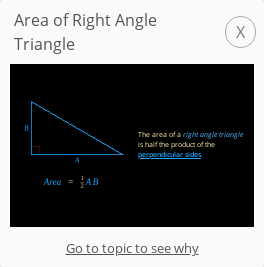 Area of Right Angle
Triangle
X
B
A
The area of a right angle triangle
is half the product of the
perpendicular sides.
Area = 1/2 A B
Go to topic to see why